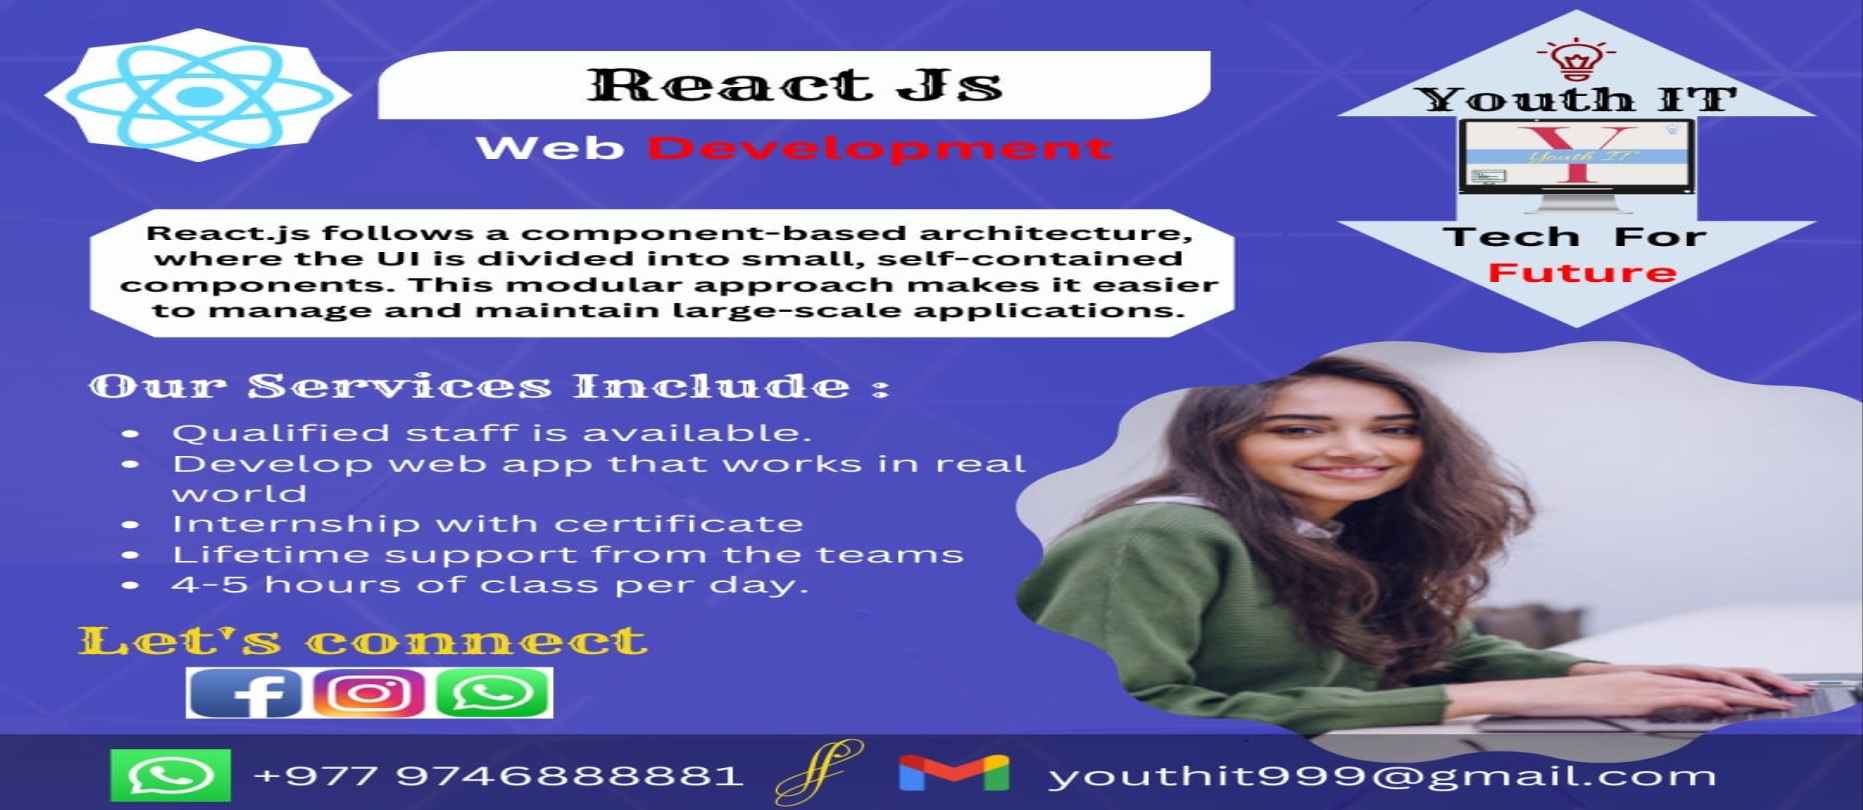 React Js
Web Development
Youth IT
Y
Youth IT
Tech For
Future
React.js follows a component-based architecture,
where the UI is divided into small, self-contained
components. This modular approach makes it easier
to manage and maintain large-scale applications.
Our Services Include :
• Qualified staff is available.
• Develop web app that works in real
world
• Internship with certificate
• Lifetime support from the teams
• 4-5 hours of class per day.
Let's connect
+977 9746888881
youthit999@gmail.com